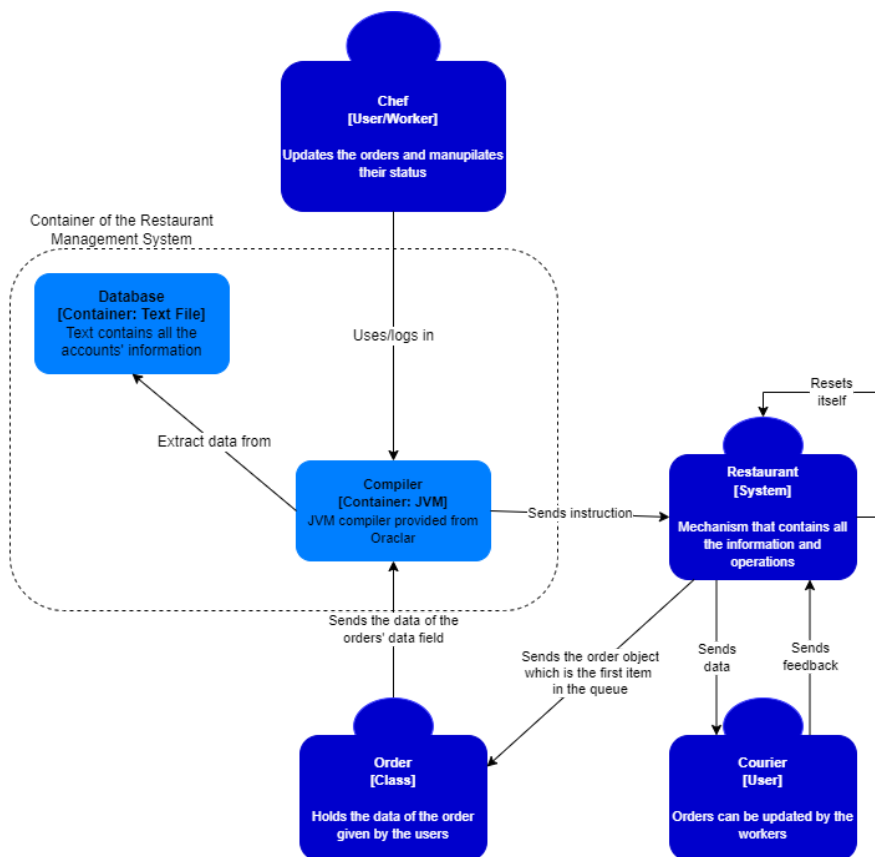 Chef
[User/Worker]
Updates the orders and manupilates
their status
Container of the Restaurant
Management System
Database
[Container: Text File]
Text contains all the
accounts' information
Uses/logs in
Resets
itself
Extract data from
Restaurant
[System]
Mechanism that contains all
the information and
operations
Compiler
[Container: JVM]
JVM compiler provided from
Oraclar
Sends instruction
Sends the data of the
orders' data field
Sends the order object
which is the first item
in the queue
Sends
data
Sends
feedback
Order
[Class]
Holds the data of the order
given by the users
Courier
[User]
Orders can be updated by the
workers